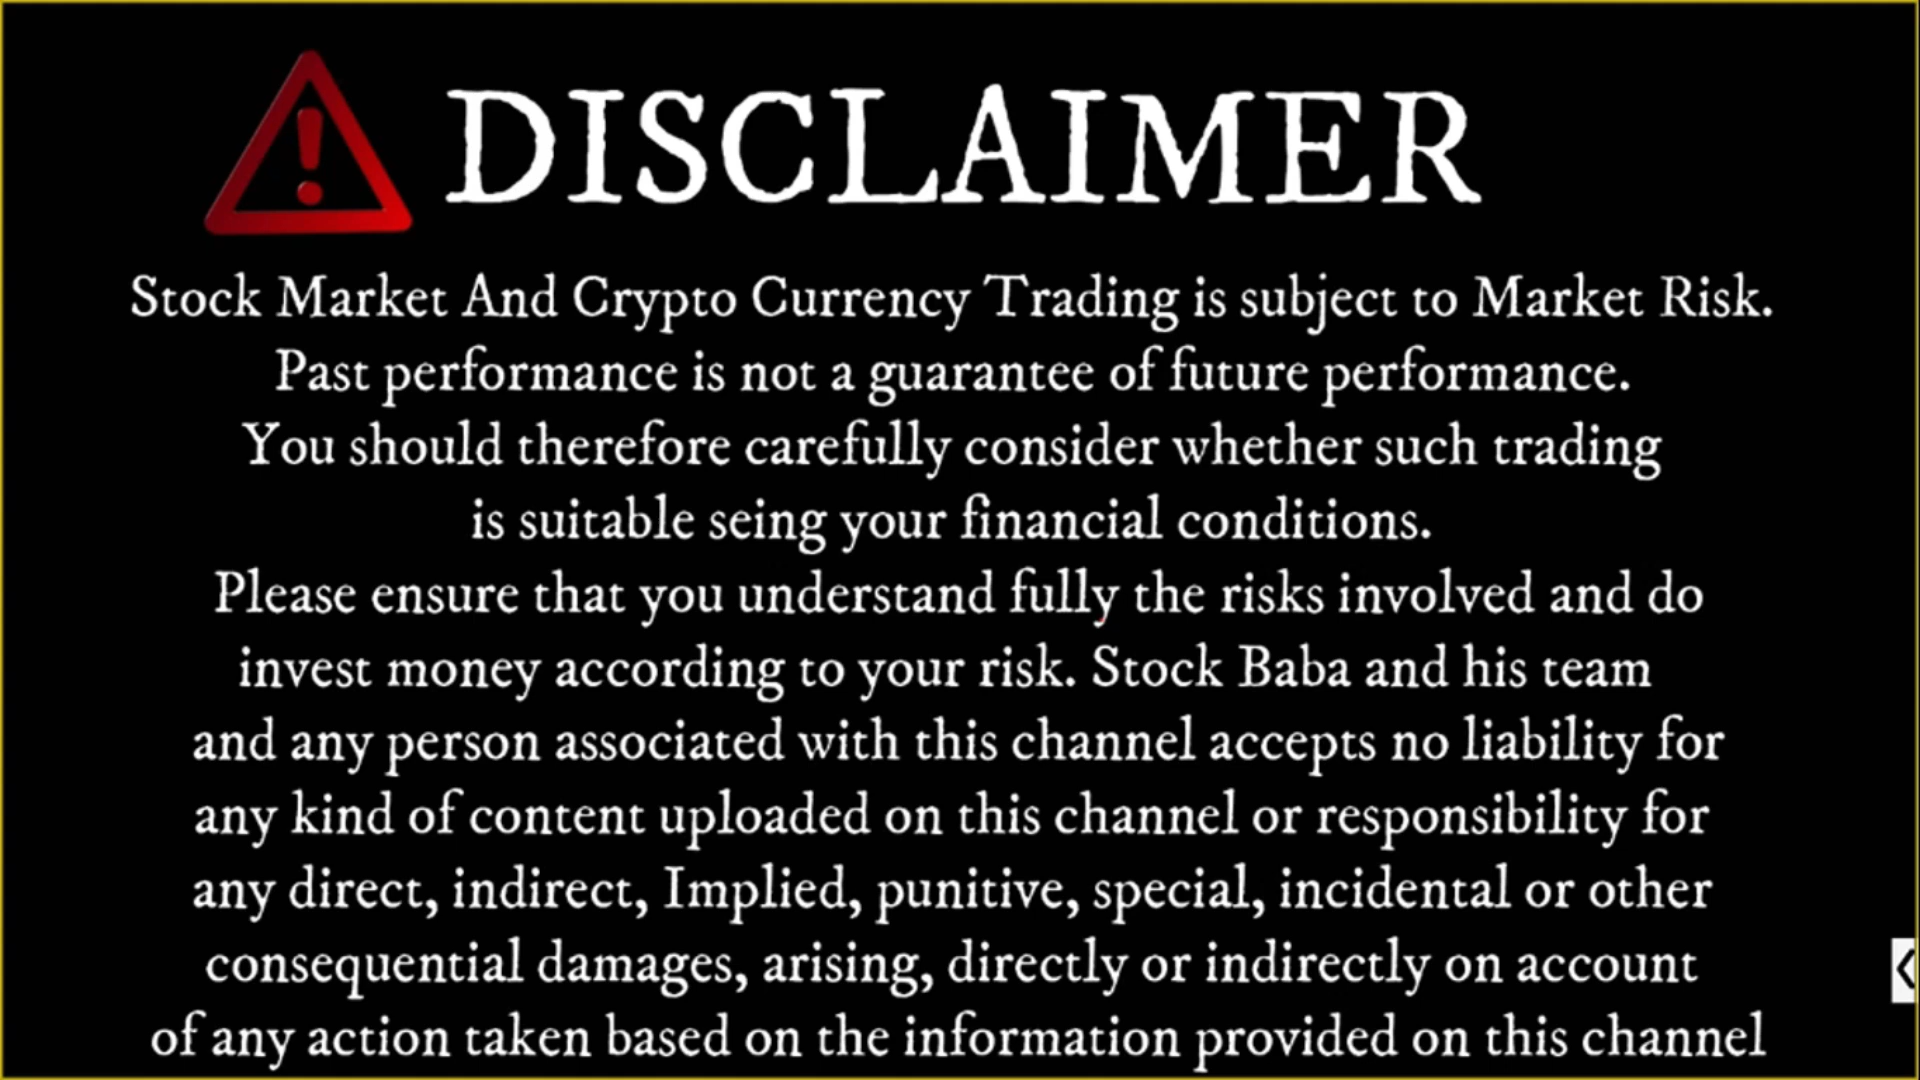 DISCLAIMER
Stock Market And Crypto Currency Trading is subject to Market Risk.
Past performance is not a guarantee of future performance.
You should therefore carefully consider whether such trading
is suitable seing your financial conditions.
Please ensure that you understand fully the risks involved and do
invest money according to your risk. Stock Baba and his team
and any person associated with this channel accepts no liability for
any kind of content uploaded on this channel or responsibility for
any direct, indirect, Implied, punitive, special, incidental or other
consequential damages, arising, directly or indirectly on account
of any action taken based on the information provided on this channel